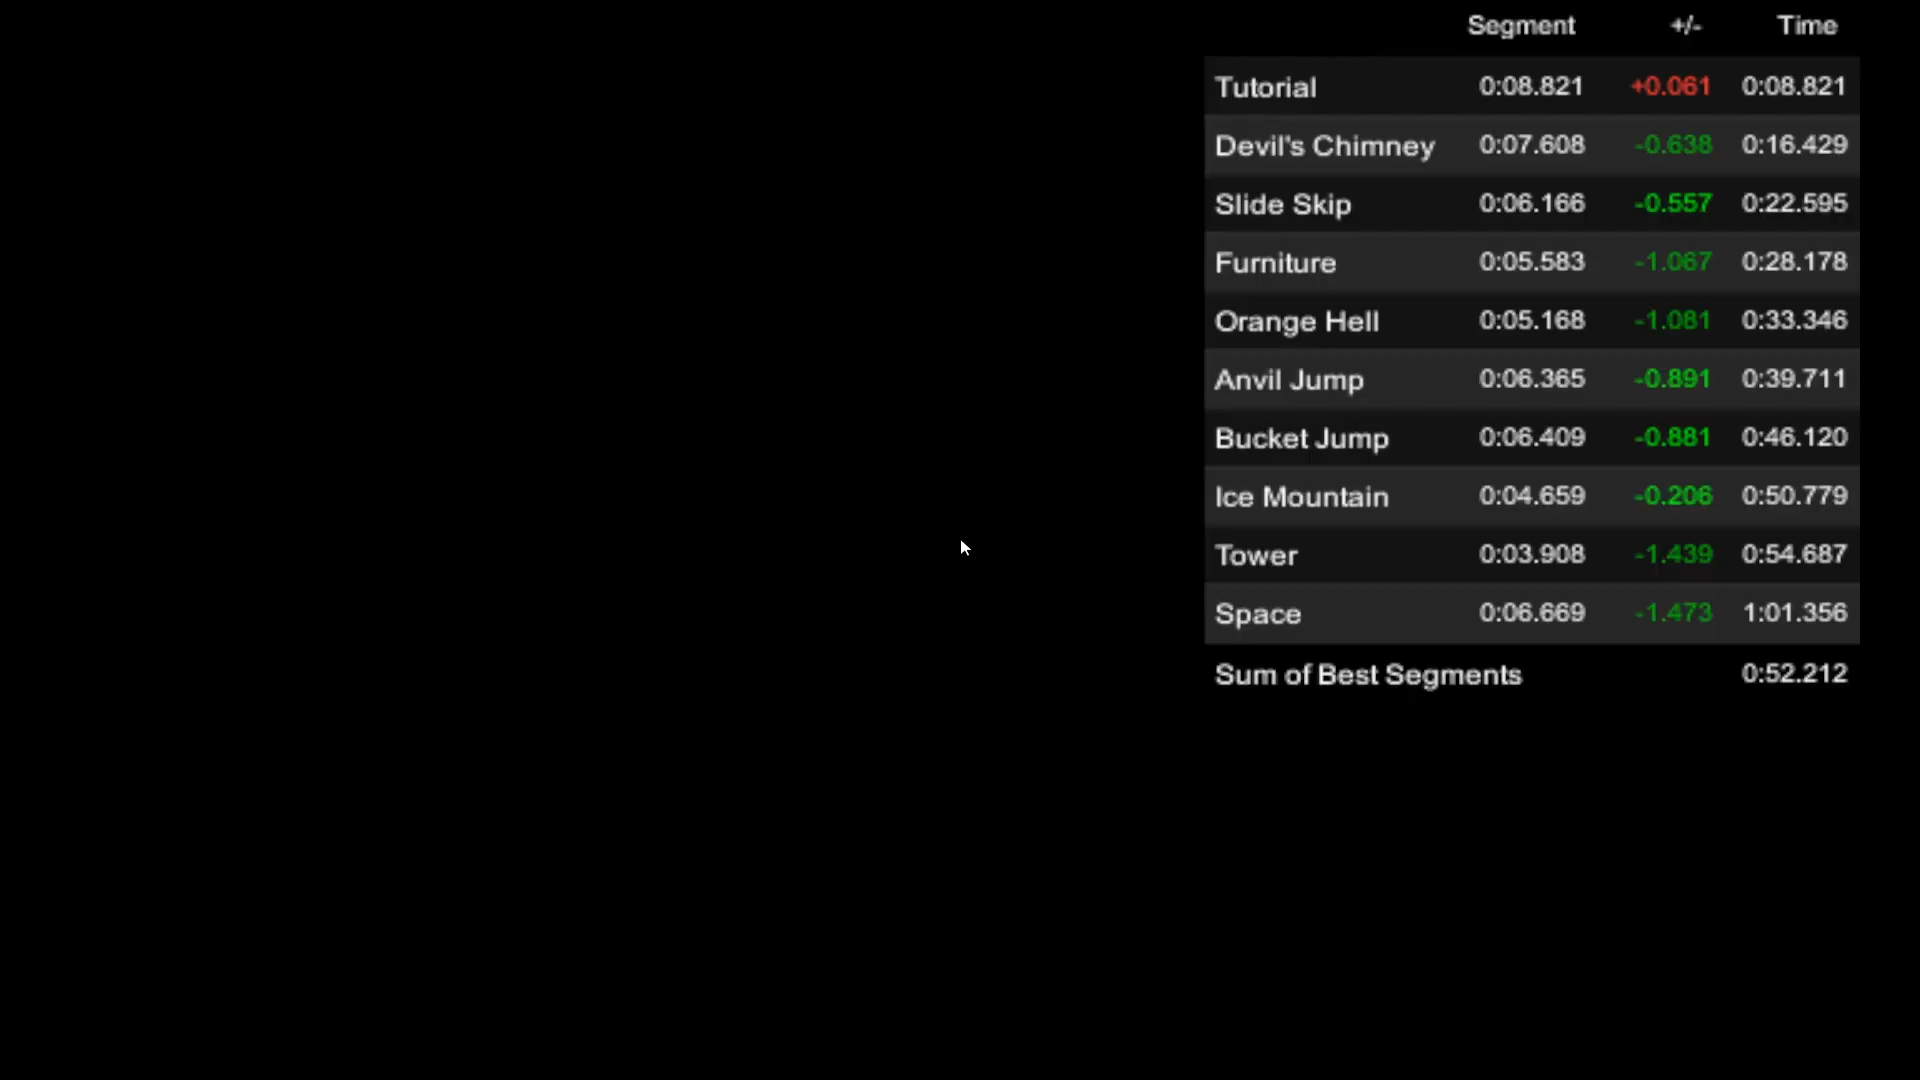 Segment +/- Time
Tutorial 0:08.821 +0.061 0:08.821
Devil's Chimney 0:07.608 -0.638 0:16.429
Slide Skip 0:06.166 -0.557 0:22.595
Furniture 0:05.583 -1.067 0:28.178
Orange Hell 0:05.168 -1.081 0:33.346
Anvil Jump 0:06.365 -0.891 0:39.711
Bucket Jump 0:06.409 -0.881 0:46.120
Ice Mountain 0:04.659 -0.206 0:50.779
Tower 0:03.908 -1.439 0:54.687
Space 0:06.669 -1.473 1:01.356
Sum of Best Segments 0:52.212